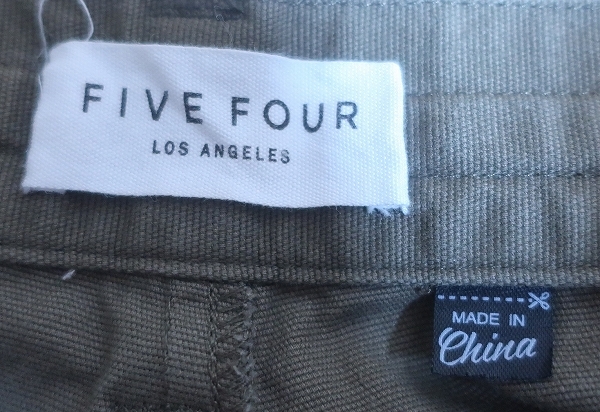 FIVE FOUR
LOS ANGELES
MADE IN
China